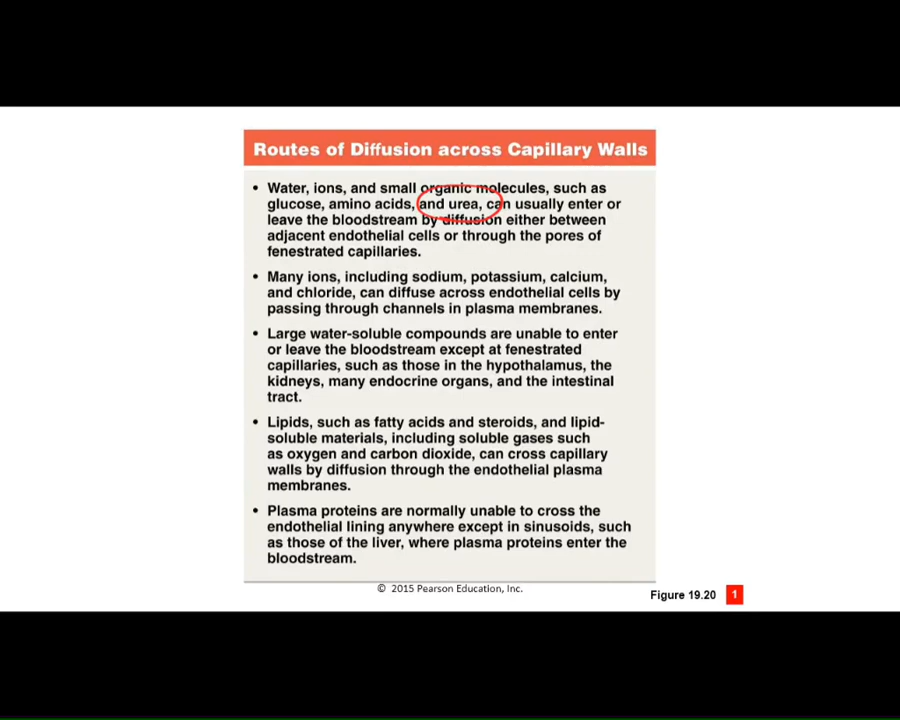 Routes of Diffusion across Capillary Walls
• Water, ions, and small organic molecules, such as
glucose, amino acids, and urea, can usually enter or
leave the bloodstream by diffusion either between
adjacent endothelial cells or through the pores of
fenestrated capillaries.
• Many ions, including sodium, potassium, calcium,
and chloride, can diffuse across endothelial cells by
passing through channels in plasma membranes.
• Large water-soluble compounds are unable to enter
or leave the bloodstream except at fenestrated
capillaries, such as those in the hypothalamus, the
kidneys, many endocrine organs, and the intestinal
tract.
• Lipids, such as fatty acids and steroids, and lipid-
soluble materials, including soluble gases such
as oxygen and carbon dioxide, can cross capillary
walls by diffusion through the endothelial plasma
membranes.
• Plasma proteins are normally unable to cross the
endothelial lining anywhere except in sinusoids, such
as those of the liver, where plasma proteins enter the
bloodstream.
© 2015 Pearson Education, Inc.
Figure 19.20 1